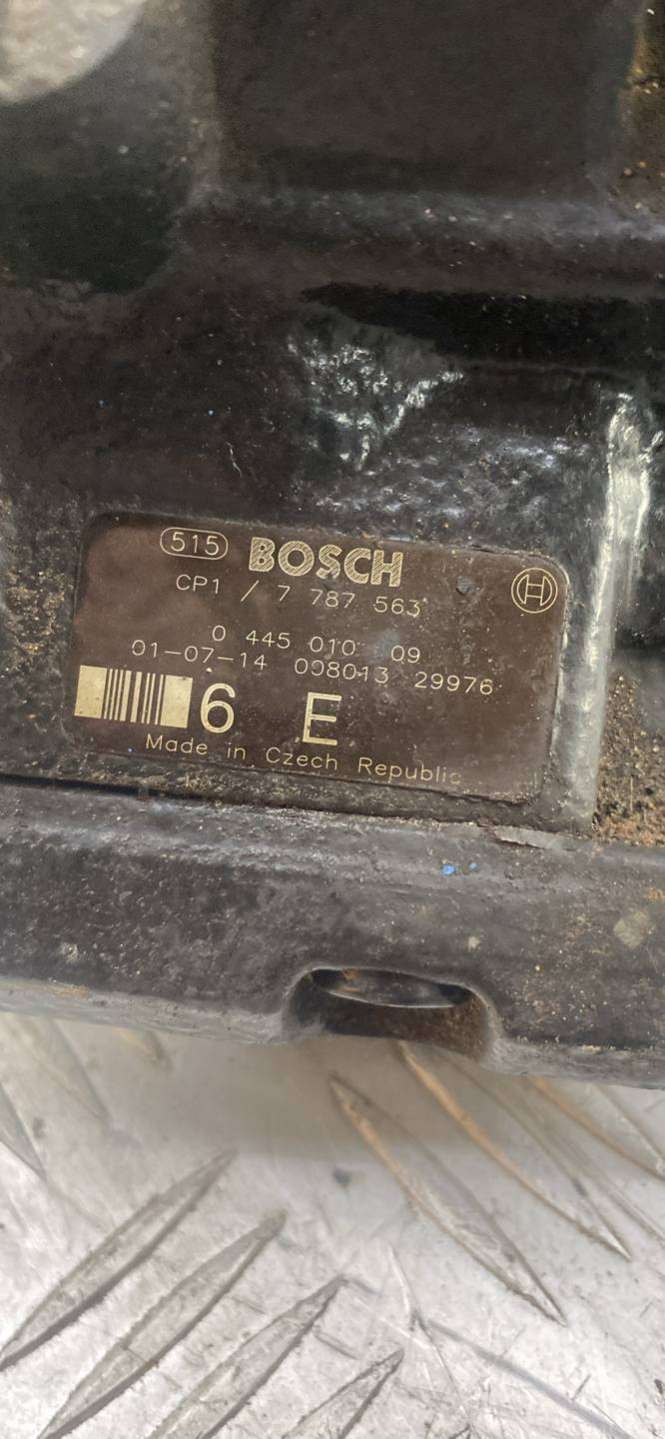 515 BOSCH
CP1 / 7 787 563
0 445 010 09
01-07-14 008013 29976
6 E
Made in Czech Republic
H